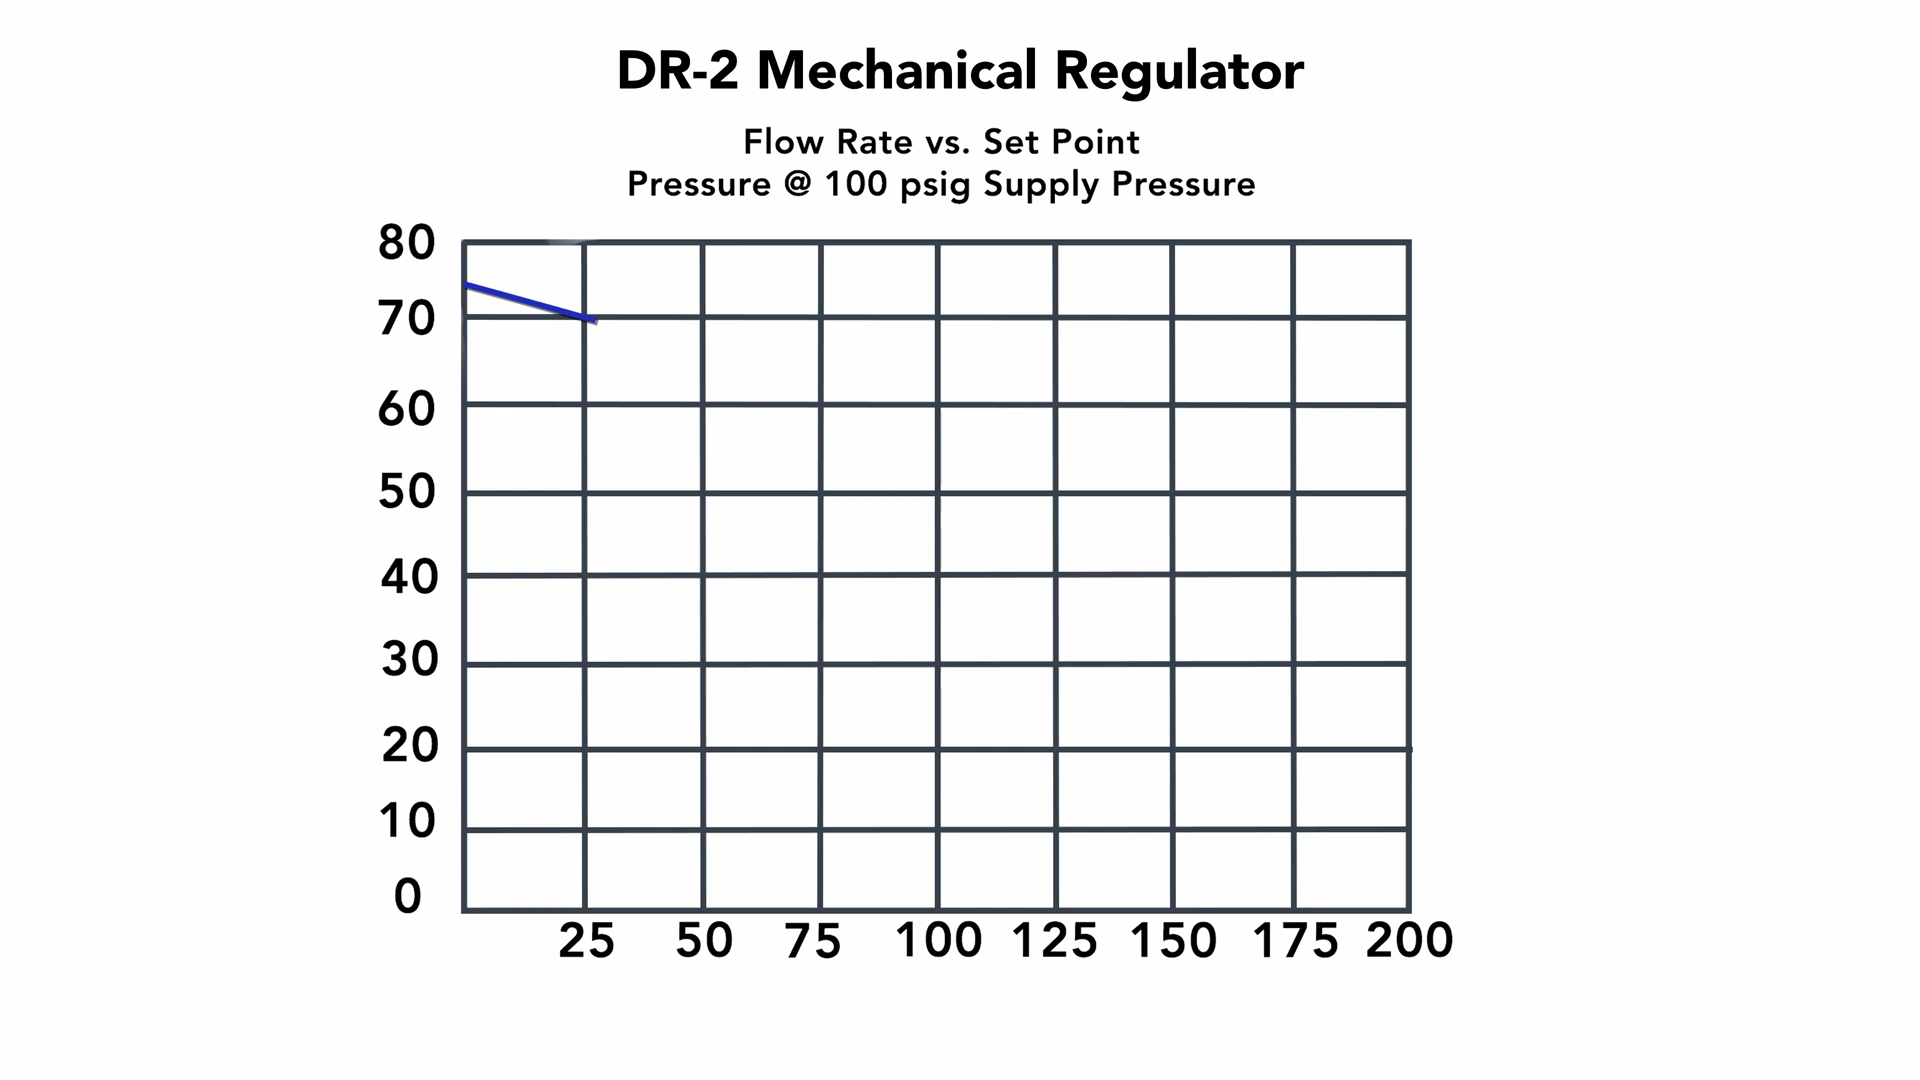 DR-2 Mechanical Regulator
Flow Rate vs. Set Point
Pressure @ 100 psig Supply Pressure
80
70
60
50
40
30
20
10
0
25 50 75 100 125 150 175 200